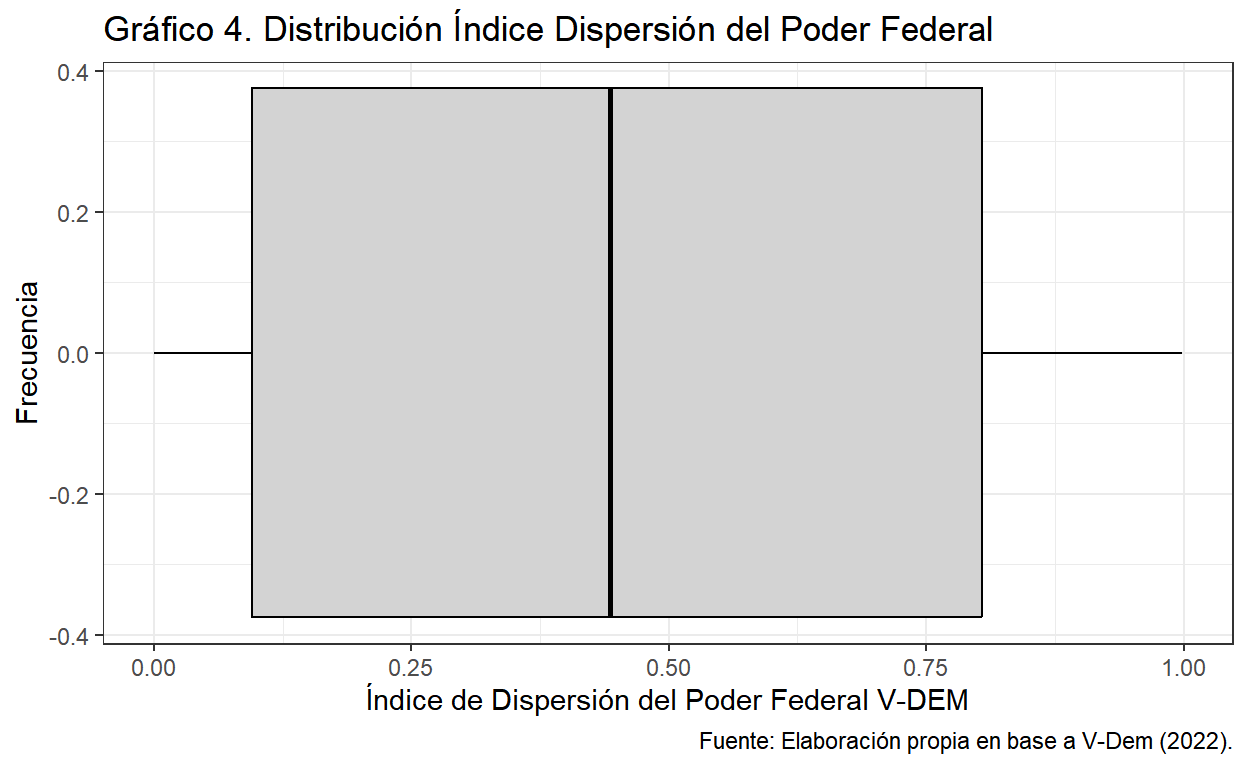 Gráfico 4. Distribución Índice Dispersión del Poder Federal
0.4
0.2
0.0
-0.2
-0.4
Frecuencia
0.00 0.25 0.50 0.75 1.00
Índice de Dispersión del Poder Federal V-DEM
Fuente: Elaboración propia en base a V-Dem (2022).